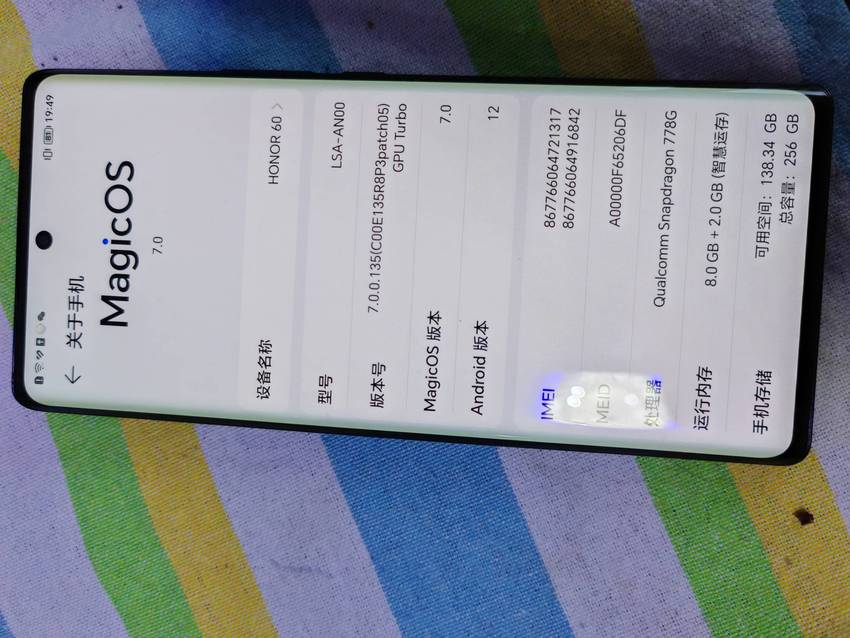 19:49
关于手机
MagicOS
7.0
设备名称 HONOR 60
型号 LSA-AN00
版本号 7.0.0.135(C00E135R8P3patch05)
GPU Turbo
MagicOS 版本 7.0
Android 版本 12
IMEI 867766064721317
867766064916842
MEID A00000F65206DF
处理器 Qualcomm Snapdragon 778G
运行内存 8.0 GB + 2.0 GB (智慧运存)
手机存储 可用空间: 138.34 GB
总容量: 256 GB